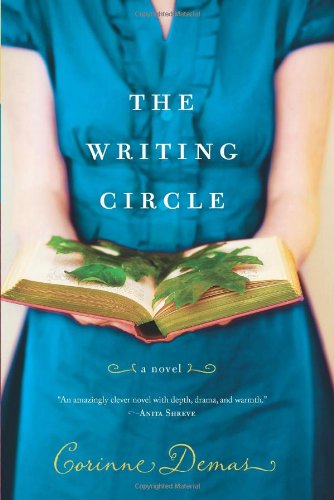 THE
WRITING
CIRCLE
a novel
"An amazingly clever novel with depth, drama, and warmth."
—ANITA SHREVE
Corinne Demas